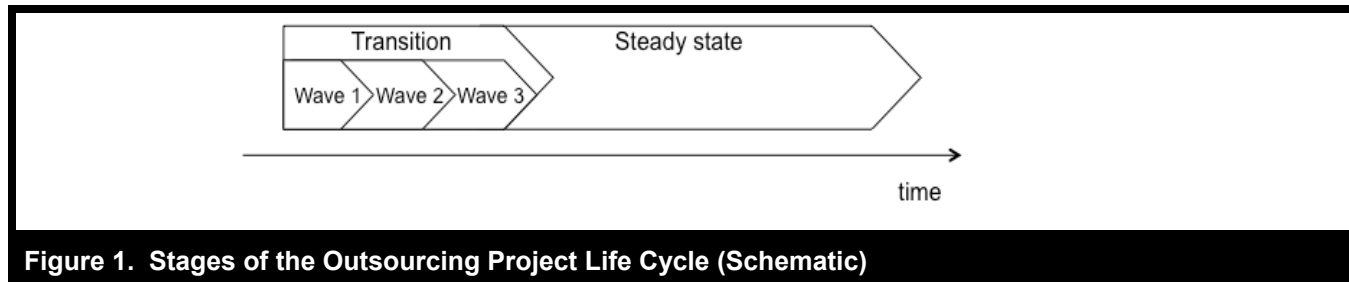 Transition Steady state
Wave 1 Wave 2 Wave 3
time
Figure 1. Stages of the Outsourcing Project Life Cycle (Schematic)